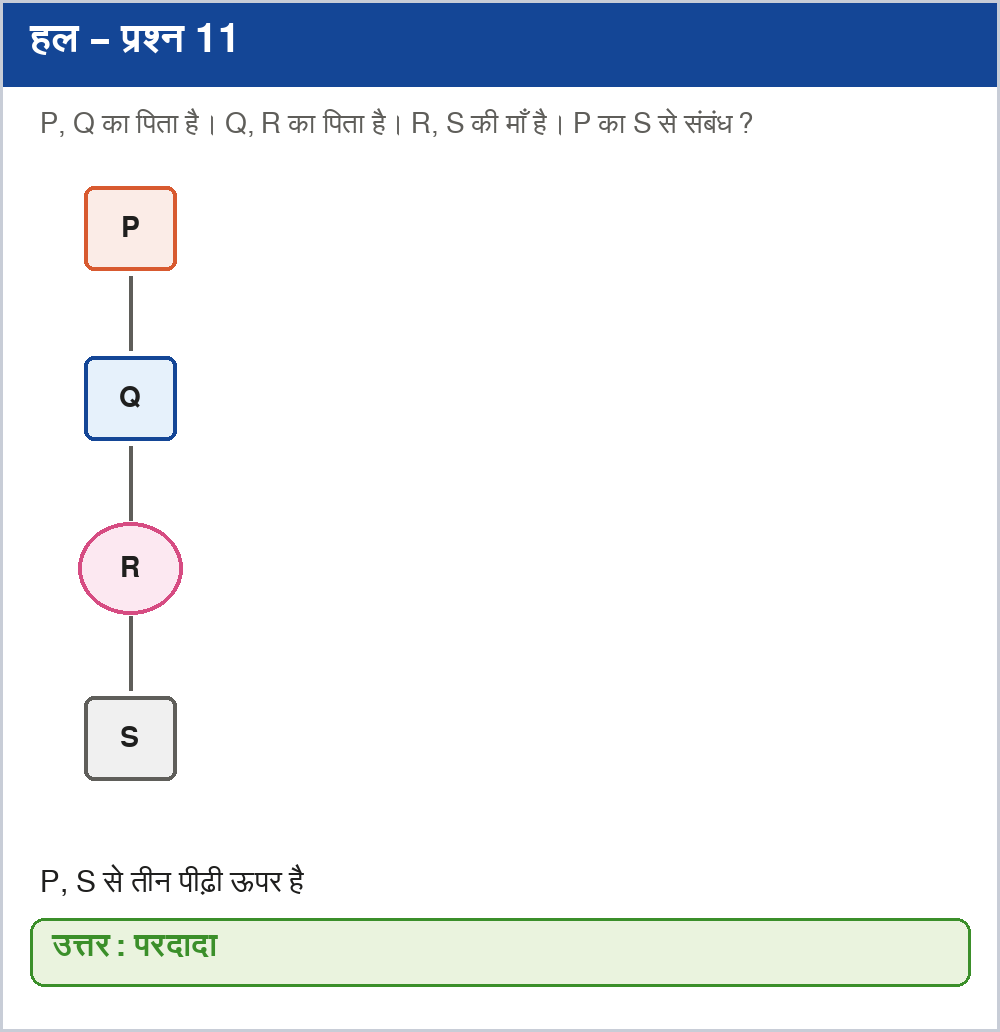 हल – प्रश्न 11
P, Q का पिता है। Q, R का पिता है। R, S की माँ है। P का S से संबंध ?
P
Q
R
S
P, S से तीन पीढ़ी ऊपर है
उत्तर : परदादा